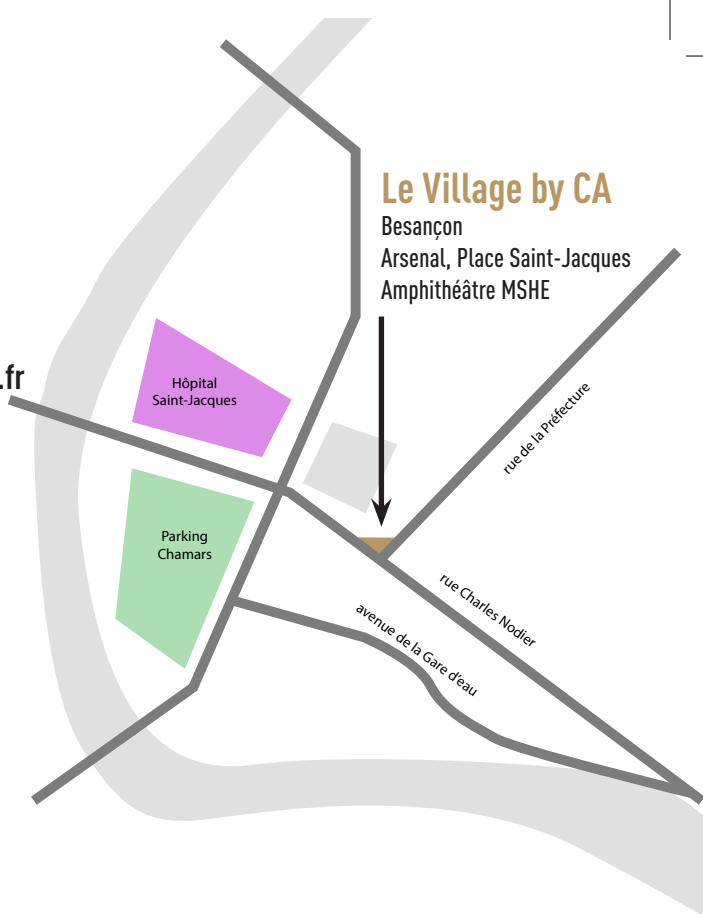 Le Village by CA
Besançon
Arsenal, Place Saint-Jacques
Amphithéâtre MSHE
.fr
Hôpital
Saint-Jacques
rue de la Préfecture
Parking
Chamars
rue Charles Nodier
avenue de la Gare d'eau